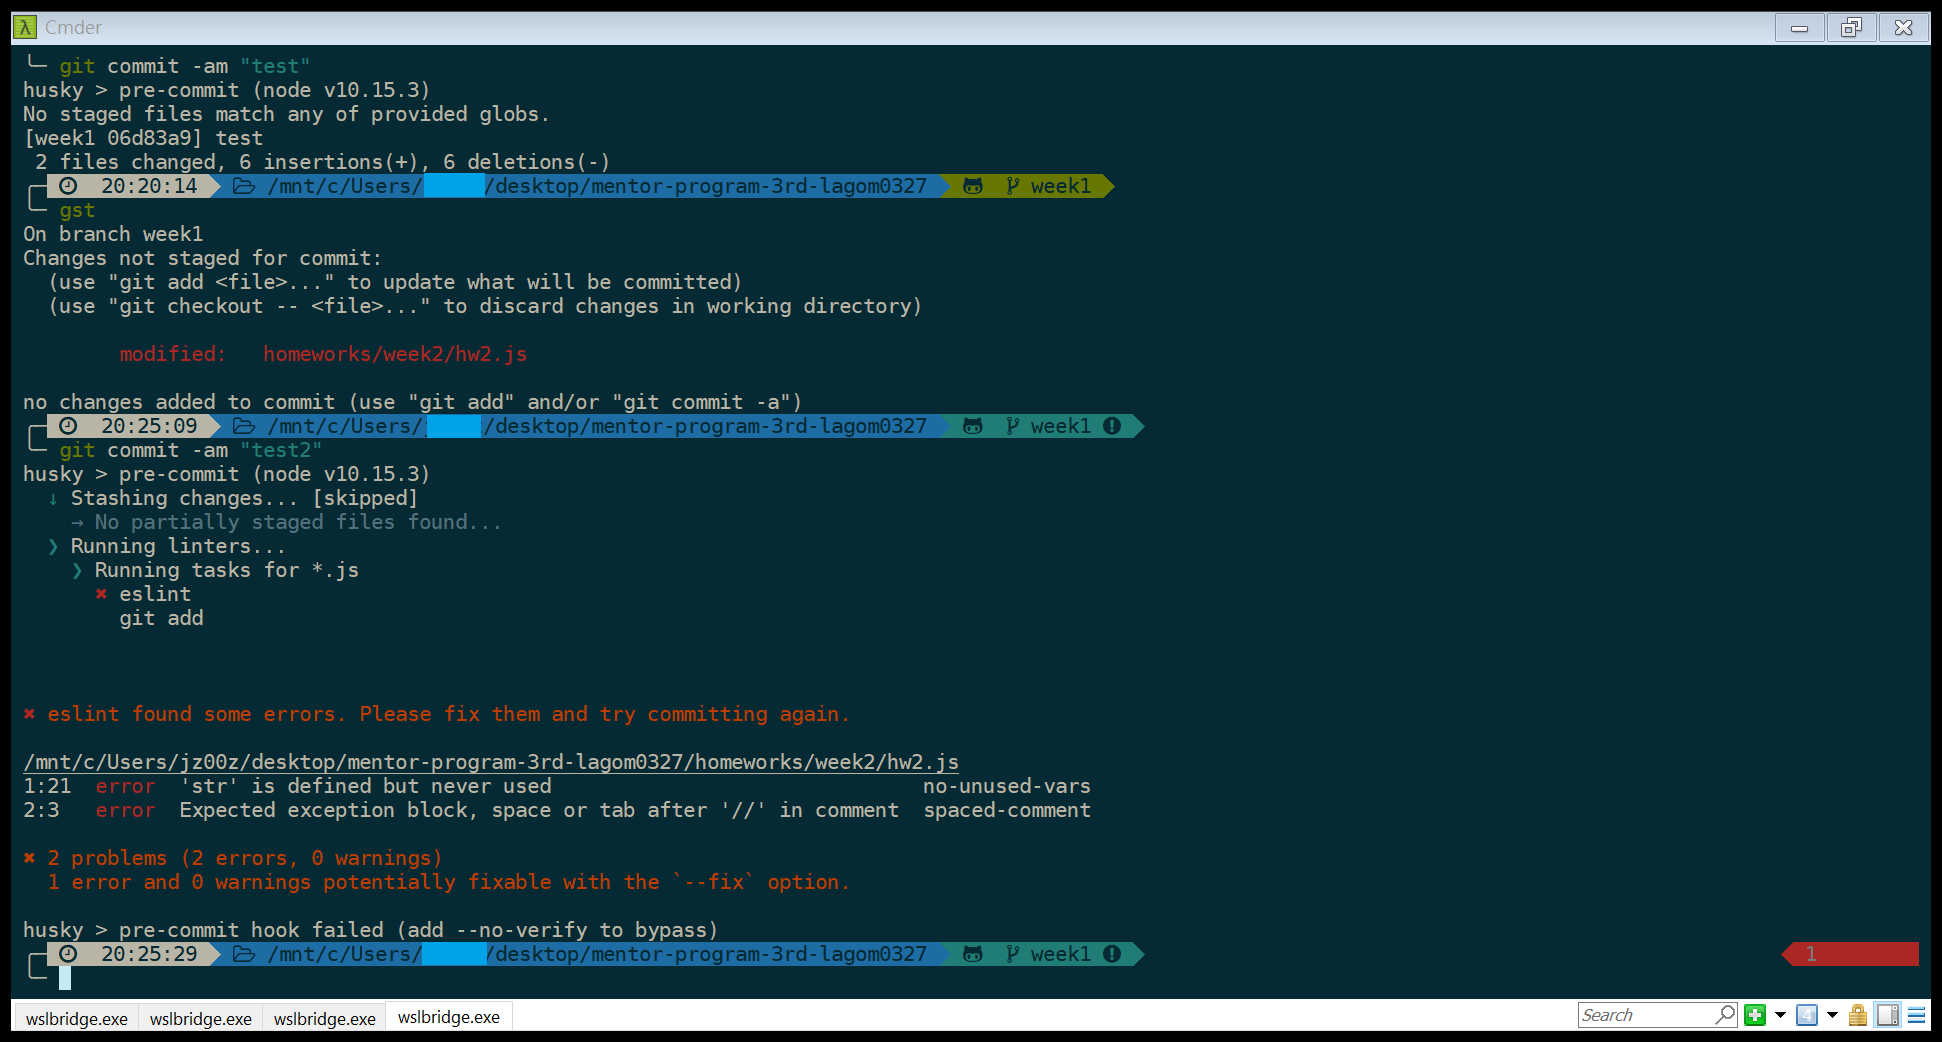 Cmder
git commit -am "test"
husky > pre-commit (node v10.15.3)
No staged files match any of provided globs.
[week1 06d83a9] test
2 files changed, 6 insertions(+), 6 deletions(-)
20:20:14 /mnt/c/Users/ /desktop/mentor-program-3rd-lagom0327 week1
gst
On branch week1
Changes not staged for commit:
(use "git add <file>..." to update what will be committed)
(use "git checkout -- <file>..." to discard changes in working directory)
modified: homeworks/week2/hw2.js
no changes added to commit (use "git add" and/or "git commit -a")
20:25:09 /mnt/c/Users/ /desktop/mentor-program-3rd-lagom0327 week1
git commit -am "test2"
husky > pre-commit (node v10.15.3)
↓ Stashing changes... [skipped]
→ No partially staged files found...
❯ Running linters...
❯ Running tasks for *.js
✖ eslint
git add
✖ eslint found some errors. Please fix them and try committing again.
/mnt/c/Users/jz00z/desktop/mentor-program-3rd-lagom0327/homeworks/week2/hw2.js
1:21 error 'str' is defined but never used no-unused-vars
2:3 error Expected exception block, space or tab after '//' in comment spaced-comment
✖ 2 problems (2 errors, 0 warnings)
1 error and 0 warnings potentially fixable with the `--fix` option.
husky > pre-commit hook failed (add --no-verify to bypass)
20:25:29 /mnt/c/Users/ /desktop/mentor-program-3rd-lagom0327 week1 1
wslbridge.exe wslbridge.exe wslbridge.exe wslbridge.exe Search 4